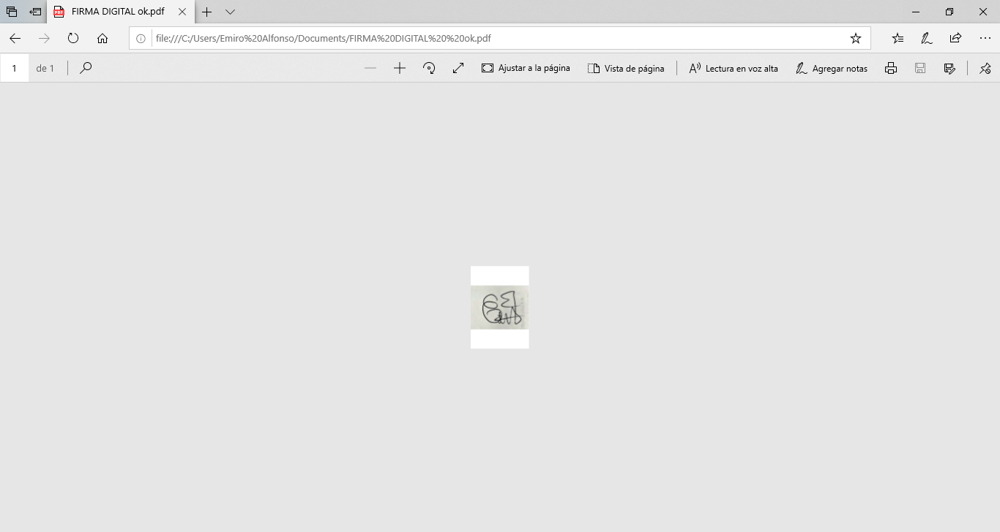 FIRMA DIGITAL ok.pdf
file:///C:/Users/Emiro%20Alfonso/Documents/FIRMA%20DIGITAL%20%20ok.pdf
1 de 1 Ajustar a la página Vista de página Lectura en voz alta Agregar notas